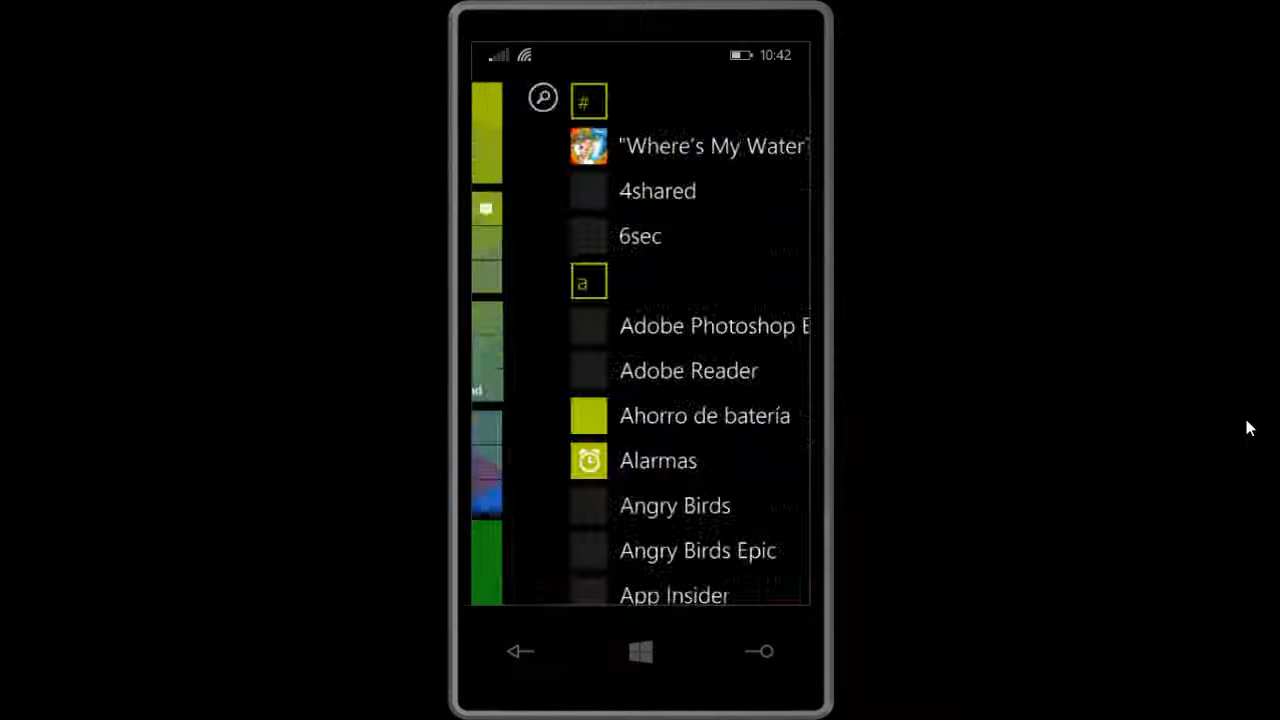 10:42
#
"Where's My Water"
4shared
6sec
a
Adobe Photoshop E
Adobe Reader
Ahorro de batería
Alarmas
Angry Birds
Angry Birds Epic
App Insider